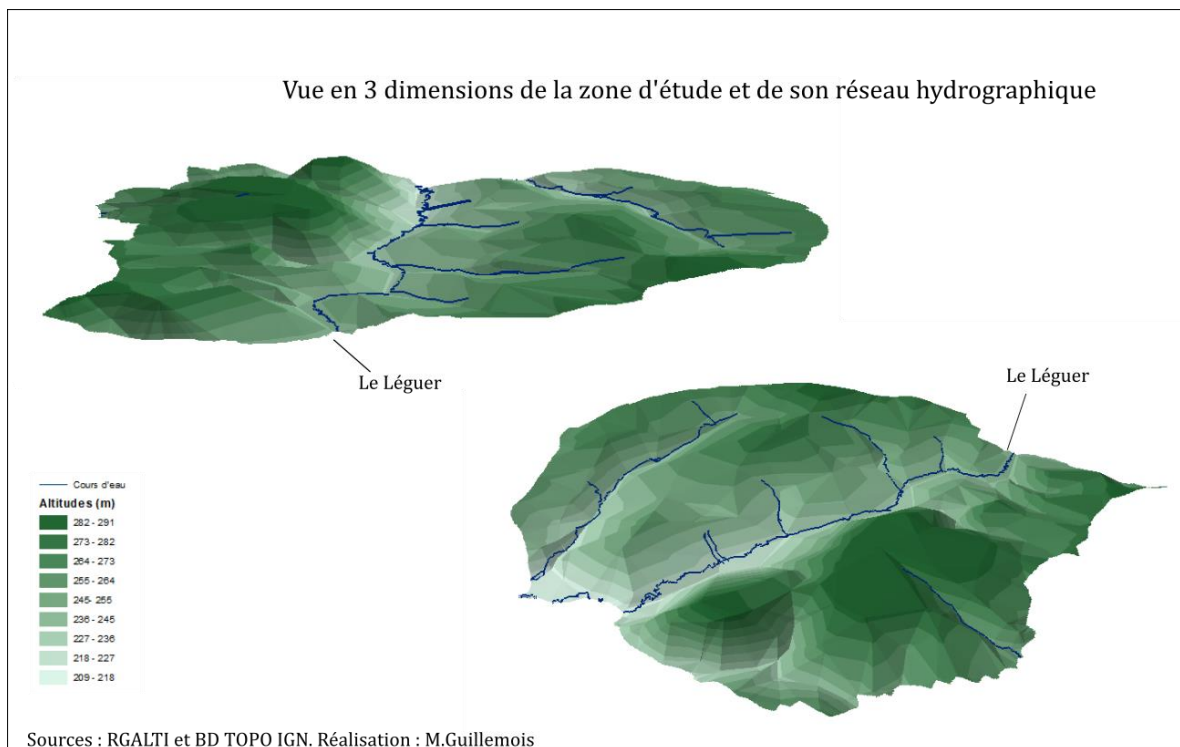 Vue en 3 dimensions de la zone d'étude et de son réseau hydrographique
Le Léguer
Le Léguer
Cours d'eau
Altitudes (m)
282 - 291
273 - 282
264 - 273
255 - 264
245- 255
236 - 245
227 - 236
218 - 227
209 - 218
Sources : RGALTI et BD TOPO IGN. Réalisation : M.Guillemois